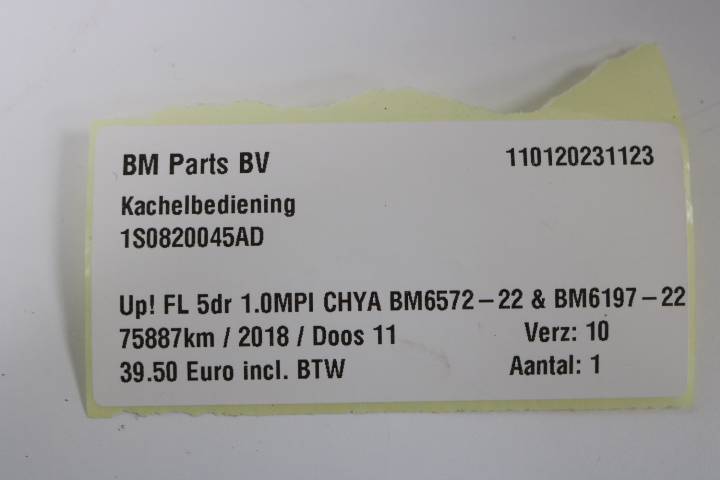 BM Parts BV 110120231123
Kachelbediening
1S0820045AD
Up! FL 5dr 1.0MPI CHYA BM6572-22 & BM6197-22
75887km / 2018 / Doos 11 Verz: 10
39.50 Euro incl. BTW Aantal: 1